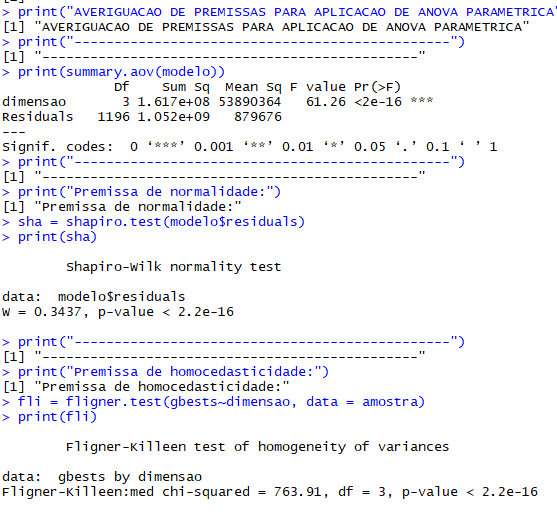 > print("AVERIGUACAO DE PREMISSAS PARA APLICACAO DE ANOVA PARAMETRICA"
[1] "AVERIGUACAO DE PREMISSAS PARA APLICACAO DE ANOVA PARAMETRICA"
> print("--------------------------------------------------")
[1] "--------------------------------------------------"
> print(summary.aov(modelo))
Df Sum Sq Mean Sq F value Pr(>F)
dimensao 3 1.617e+08 53890364 61.26 <2e-16 ***
Residuals 1196 1.052e+09 879676
---
Signif. codes: 0 ‘***’ 0.001 ‘**’ 0.01 ‘*’ 0.05 ‘.’ 0.1 ‘ ’ 1
> print("--------------------------------------------------")
[1] "--------------------------------------------------"
> print("Premissa de normalidade:")
[1] "Premissa de normalidade:"
> sha = shapiro.test(modelo$residuals)
> print(sha)
Shapiro-Wilk normality test
data: modelo$residuals
W = 0.3437, p-value < 2.2e-16
> print("--------------------------------------------------")
[1] "--------------------------------------------------"
> print("Premissa de homocedasticidade:")
[1] "Premissa de homocedasticidade:"
> fli = fligner.test(gbests~dimensao, data = amostra)
> print(fli)
Fligner-Killeen test of homogeneity of variances
data: gbests by dimensao
Fligner-Killeen:med chi-squared = 763.91, df = 3, p-value < 2.2e-16